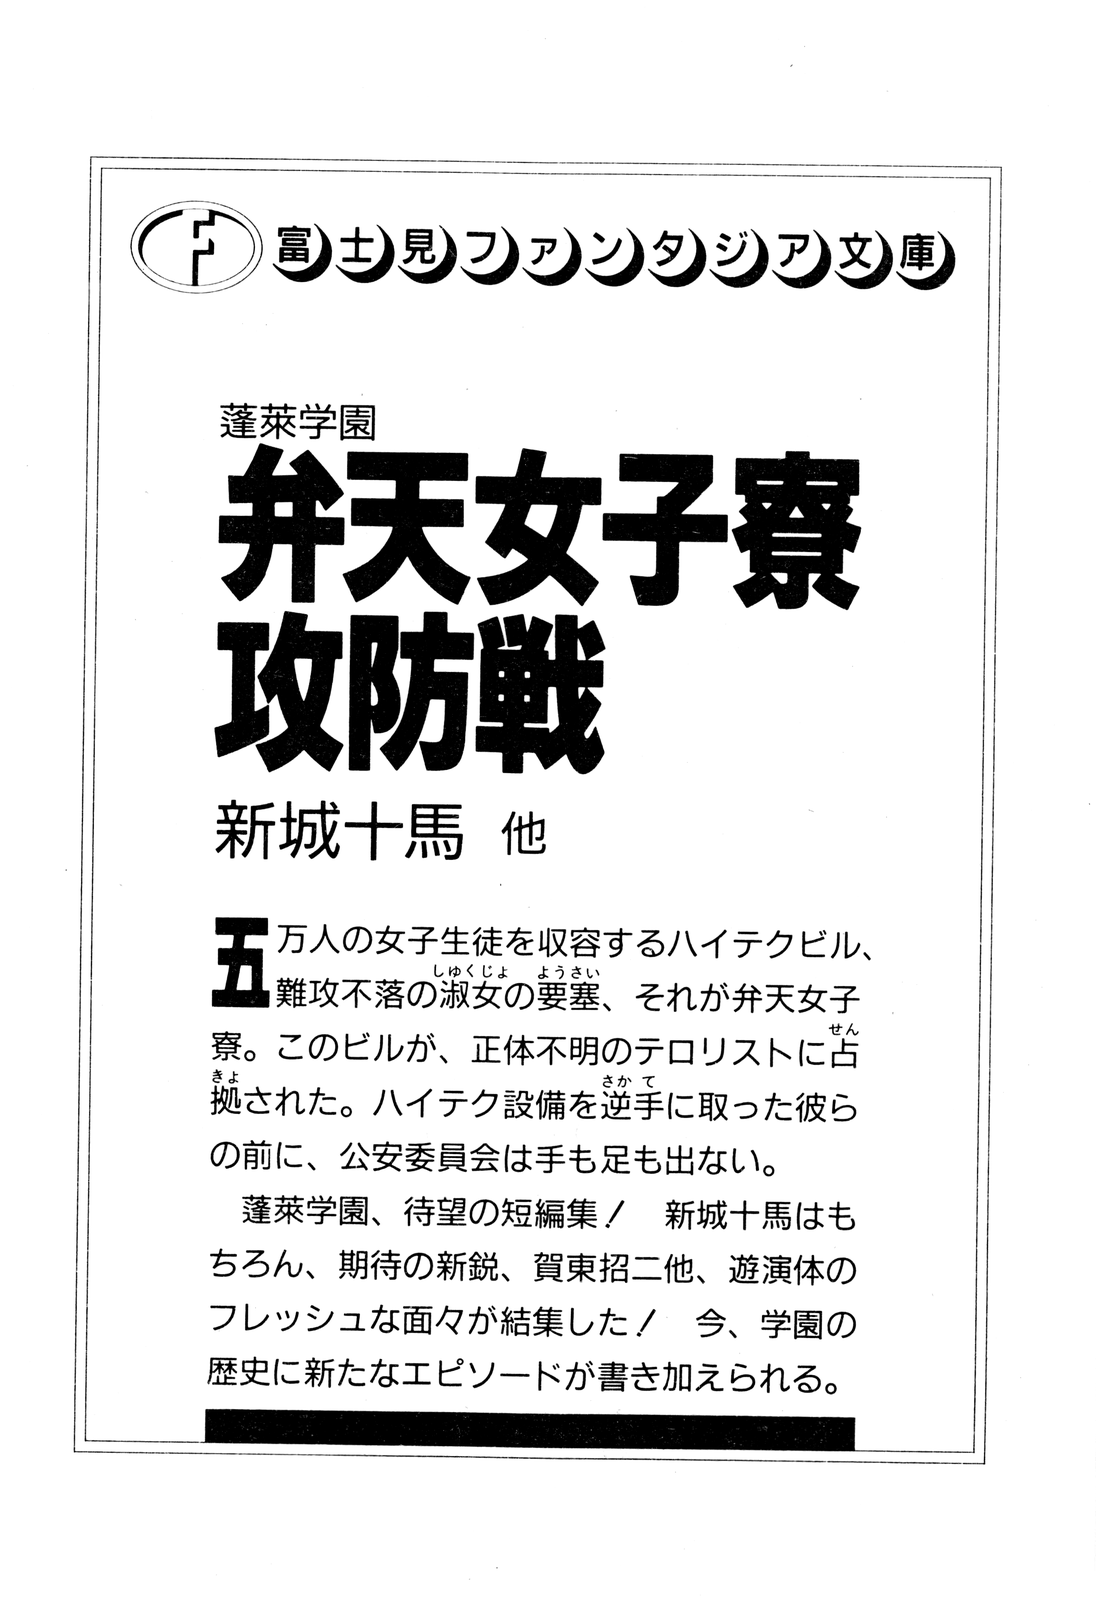 富士見ファンタジア文庫
蓬萊学園
弁天女子寮
攻防戦
新城十馬 他
五万人の女子生徒を収容するハイテクビル、
しゅくじょ ようさい
難攻不落の淑女の要塞、それが弁天女子
せん
寮。このビルが、正体不明のテロリストに占
きよ さかて
拠された。ハイテク設備を逆手に取った彼ら
の前に、公安委員会は手も足も出ない。
蓬萊学園、待望の短編集! 新城十馬はも
ちろん、期待の新鋭、賀東招二他、遊演体の
フレッシュな面々が結集した! 今、学園の
歴史に新たなエピソードが書き加えられる。